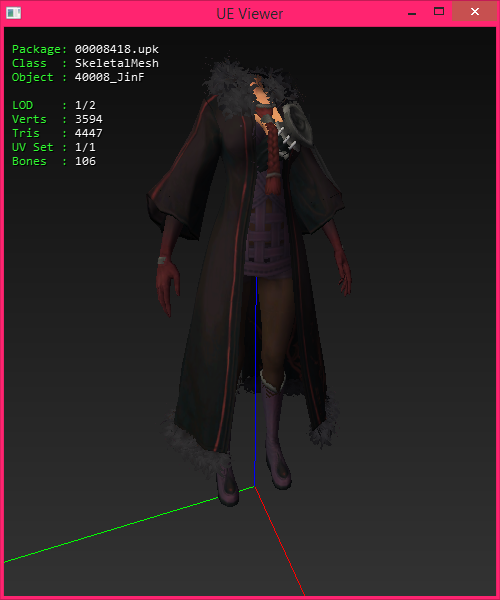 UE Viewer
Package: 00008418.upk
Class : SkeletalMesh
Object : 40008_JinF
LOD : 1/2
Verts : 3594
Tris : 4447
UV Set : 1/1
Bones : 106